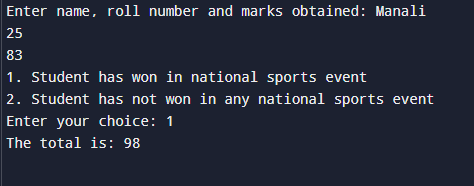 Enter name, roll number and marks obtained: Manali
25
83
1. Student has won in national sports event
2. Student has not won in any national sports event
Enter your choice: 1
The total is: 98